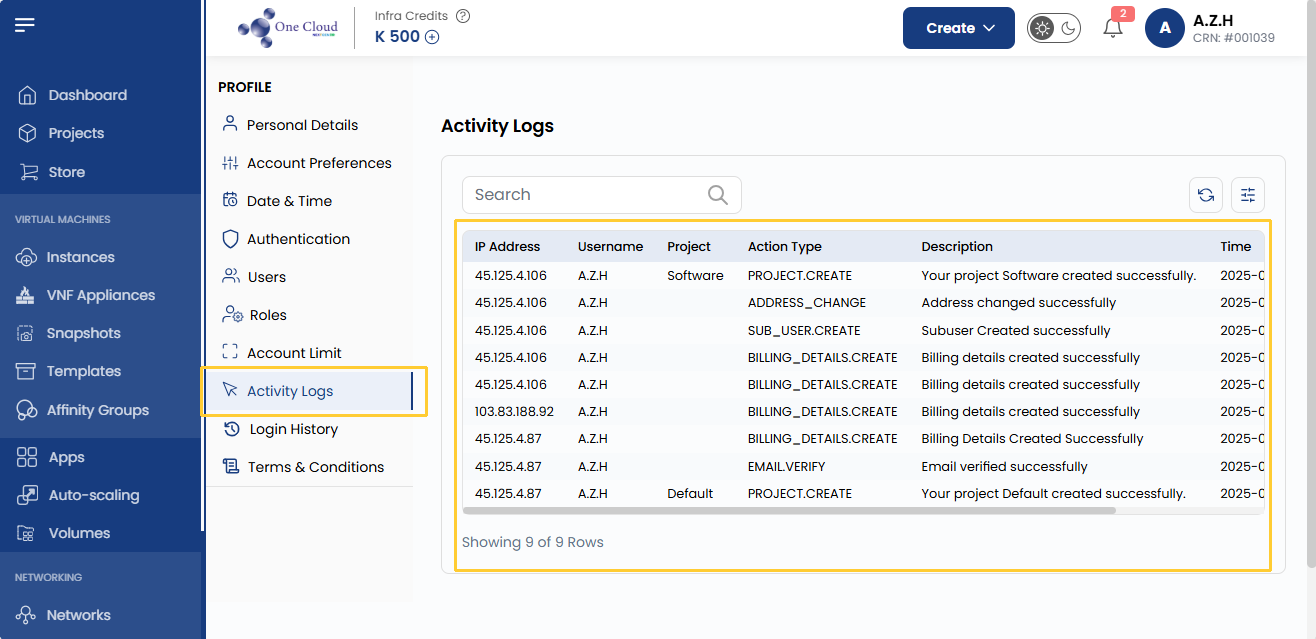 One Cloud
Infra Credits
K 500
Create
2
A
A.Z.H
CRN: #001039
Dashboard
Projects
Store
VIRTUAL MACHINES
Instances
VNF Appliances
Snapshots
Templates
Affinity Groups
Apps
Auto-scaling
Volumes
NETWORKING
Networks
PROFILE
Personal Details
Account Preferences
Date & Time
Authentication
Users
Roles
Account Limit
Activity Logs
Login History
Terms & Conditions
Activity Logs
Search
IP Address Username Project Action Type Description Time
45.125.4.106 A.Z.H Software PROJECT.CREATE Your project Software created successfully. 2025-0
45.125.4.106 A.Z.H ADDRESS_CHANGE Address changed successfully 2025-0
45.125.4.106 A.Z.H SUB_USER.CREATE Subuser Created successfully 2025-0
45.125.4.106 A.Z.H BILLING_DETAILS.CREATE Billing details created successfully 2025-0
45.125.4.106 A.Z.H BILLING_DETAILS.CREATE Billing details created successfully 2025-0
103.83.188.92 A.Z.H BILLING_DETAILS.CREATE Billing details created successfully 2025-0
45.125.4.87 A.Z.H BILLING_DETAILS.CREATE Billing Details Created Successfully 2025-0
45.125.4.87 A.Z.H EMAIL.VERIFY Email verified successfully 2025-0
45.125.4.87 A.Z.H Default PROJECT.CREATE Your project Default created successfully. 2025-0
Showing 9 of 9 Rows